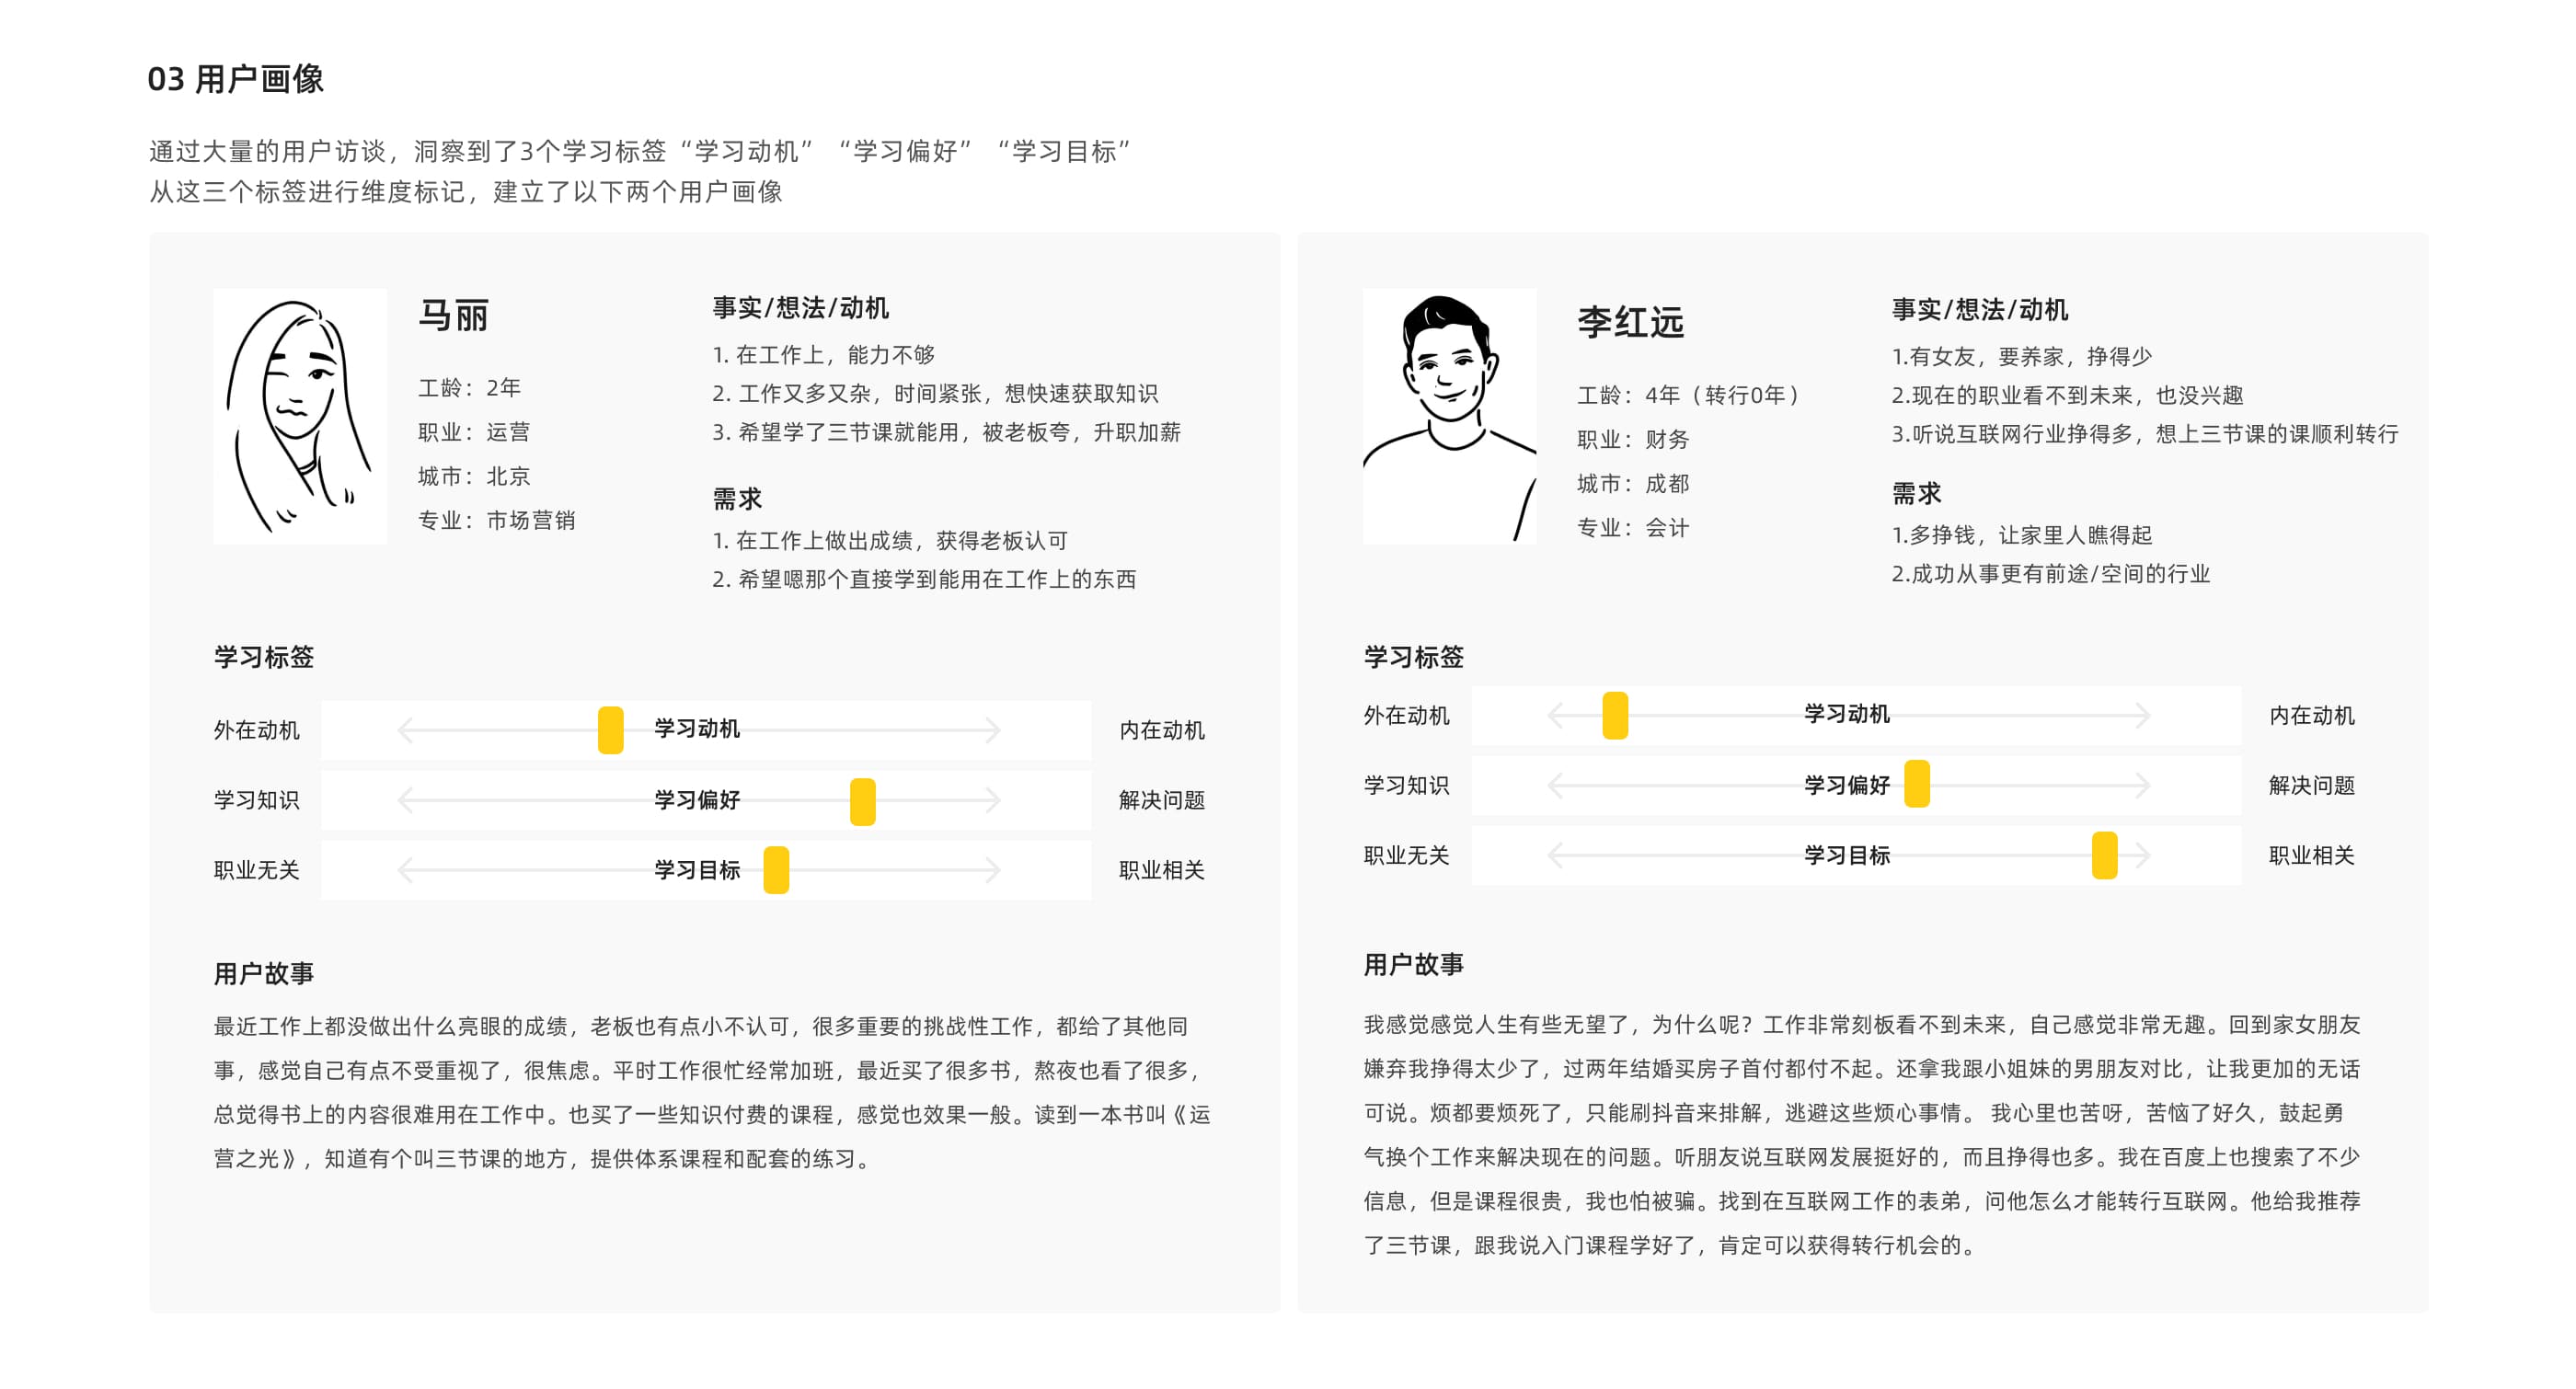 03 用户画像
通过大量的用户访谈，洞察到了3个学习标签“学习动机” “学习偏好” “学习目标”
从这三个标签进行维度标记，建立了以下两个用户画像
马丽
工龄：2年
职业：运营
城市：北京
专业：市场营销
事实/想法/动机
1. 在工作上，能力不够
2. 工作又多又杂，时间紧张，想快速获取知识
3. 希望学了三节课就能用，被老板夸，升职加薪
需求
1. 在工作上做出成绩，获得老板认可
2. 希望嗯那个直接学到能用在工作上的东西
学习标签
外在动机 学习动机 内在动机
学习知识 学习偏好 解决问题
职业无关 学习目标 职业相关
用户故事
最近工作上都没做出什么亮眼的成绩，老板也有点小不认可，很多重要的挑战性工作，都给了其他同
事，感觉自己有点不受重视了，很焦虑。平时工作很忙经常加班，最近买了很多书，熬夜也看了很多，
总觉得书上的内容很难用在工作中。也买了一些知识付费的课程，感觉也效果一般。读到一本书叫《运
营之光》，知道有个叫三节课的地方，提供体系课程和配套的练习。
李红远
工龄：4年（转行0年）
职业：财务
城市：成都
专业：会计
事实/想法/动机
1.有女友，要养家，挣得少
2.现在的职业看不到未来，也没兴趣
3.听说互联网行业挣得多，想上三节课的课顺利转行
需求
1.多挣钱，让家里人瞧得起
2.成功从事更有前途/空间的行业
学习标签
外在动机 学习动机 内在动机
学习知识 学习偏好 解决问题
职业无关 学习目标 职业相关
用户故事
我感觉感觉人生有些无望了，为什么呢？工作非常刻板看不到未来，自己感觉非常无趣。回到家女朋友
嫌弃我挣得太少了，过两年结婚买房子首付都付不起。还拿我跟小姐妹的男朋友对比，让我更加的无话
可说。烦都要烦死了，只能刷抖音来排解，逃避这些烦心事情。 我心里也苦呀，苦恼了好久，鼓起勇
气换个工作来解决现在的问题。听朋友说互联网发展挺好的，而且挣得也多。我在百度上也搜索了不少
信息，但是课程很贵，我也怕被骗。找到在互联网工作的表弟，问他怎么才能转行互联网。他给我推荐
了三节课，跟我说入门课程学好了，肯定可以获得转行机会的。